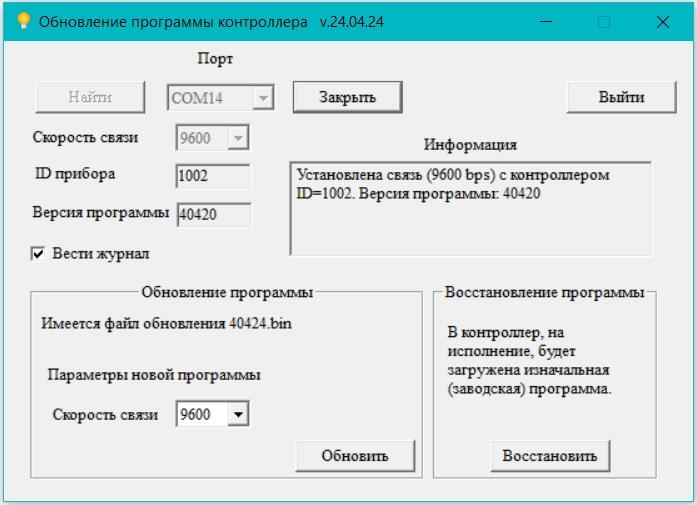 Обновление программы контроллера v.24.04.24
Порт
Найти
COM14
Закрыть
Выйти
Скорость связи
9600
Информация
ID прибора
1002
Установлена связь (9600 bps) с контроллером
ID=1002. Версия программы: 40420
Версия программы
40420
Вести журнал
Обновление программы
Имеется файл обновления 40424.bin
Параметры новой программы
Скорость связи
9600
Обновить
Восстановление программы
В контроллер, на
исполнение, будет
загружена изначальная
(заводская) программа.
Восстановить